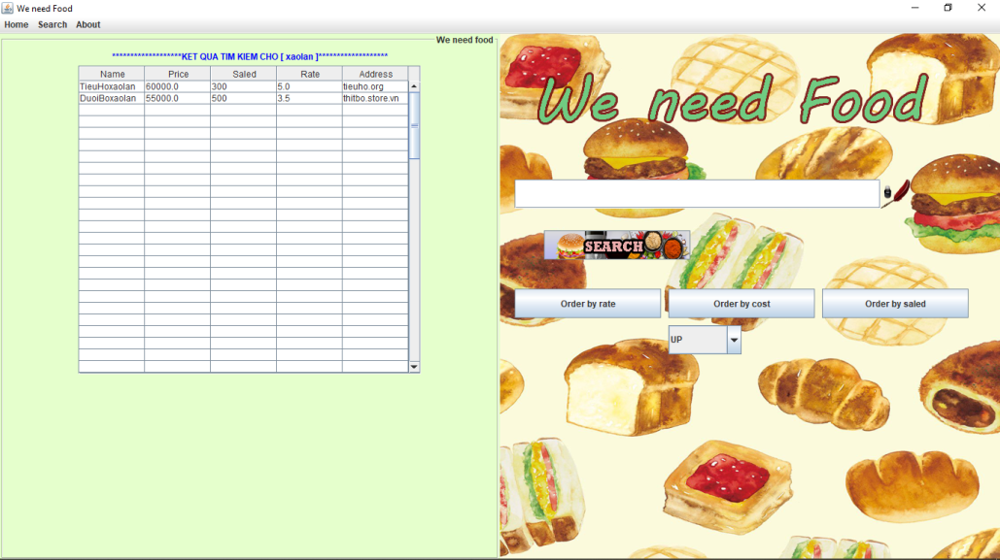 We need Food
Home Search About
We need food
*******************KET QUA TIM KIEM CHO [ xaolan ]*******************
Name Price Saled Rate Address
TieuHoxaolan 60000.0 300 5.0 tieuho.org
DuoiBoxaolan 55000.0 500 3.5 thitbo.store.vn
We need Food
SEARCH
Order by rate Order by cost Order by saled
UP